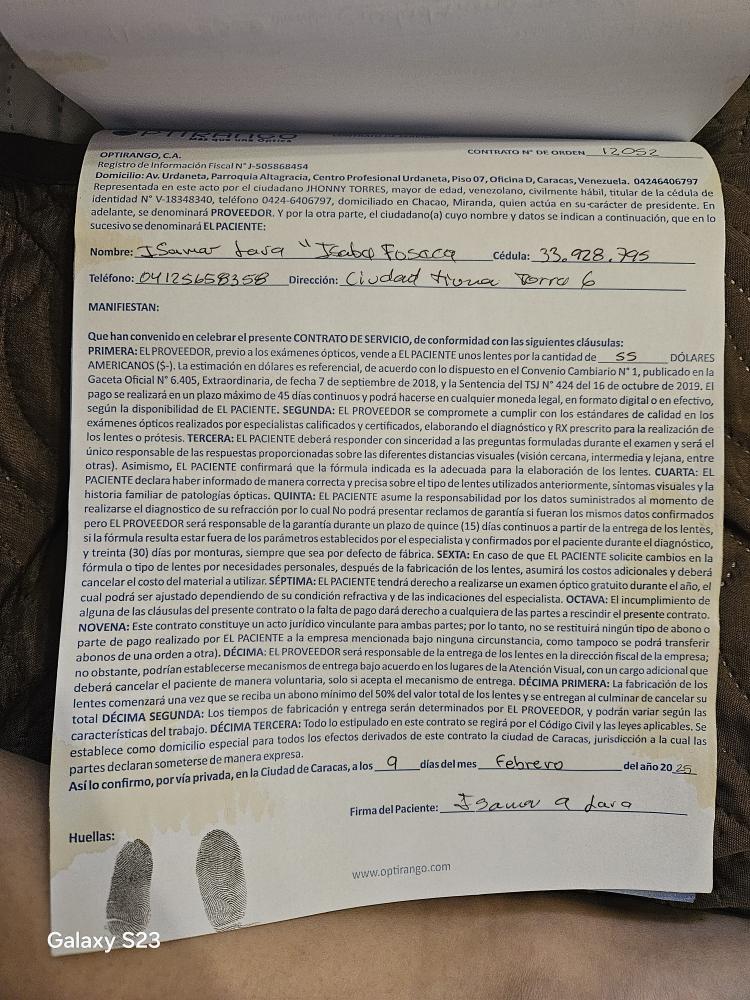 OPTIRANGO
Más que una Óptica
CONTRATO N° DE ORDEN 12052
OPTIRANGO, C.A.
Registro de Información Fiscal N° J-505868454
Domicilio: Av. Urdaneta, Parroquia Altagracia, Centro Profesional Urdaneta, Piso 07, Oficina D, Caracas, Venezuela. 04246406797
Representada en este acto por el ciudadano JHONNY TORRES, mayor de edad, venezolano, civilmente hábil, titular de la cédula de
identidad N° V-18348340, teléfono 0424-6406797, domiciliado en Chacao, Miranda, quien actúa en su carácter de presidente. En
adelante, se denominará PROVEEDOR. Y por la otra parte, el ciudadano(a) cuyo nombre y datos se indican a continuación, que en lo
sucesivo se denominará EL PACIENTE:
Nombre: Isamar Lara "Isaba Fosaca Cédula: 33.928.795
Teléfono: 04125658358 Dirección: Ciudad tiuna Torre 6
MANIFIESTAN:
Que han convenido en celebrar el presente CONTRATO DE SERVICIO, de conformidad con las siguientes cláusulas:
PRIMERA: EL PROVEEDOR, previo a los exámenes ópticos, vende a EL PACIENTE unos lentes por la cantidad de 55 DÓLARES
AMERICANOS ($-). La estimación en dólares es referencial, de acuerdo con lo dispuesto en el Convenio Cambiario N° 1, publicado en la
Gaceta Oficial N° 6.405, Extraordinaria, de fecha 7 de septiembre de 2018, y la Sentencia del TSJ N° 424 del 16 de octubre de 2019. El
pago se realizará en un plazo máximo de 45 días continuos y podrá hacerse en cualquier moneda legal, en formato digital o en efectivo,
según la disponibilidad de EL PACIENTE. SEGUNDA: EL PROVEEDOR se compromete a cumplir con los estándares de calidad en los
exámenes ópticos realizados por especialistas calificados y certificados, elaborando el diagnóstico y RX prescrito para la realización de
los lentes o prótesis. TERCERA: EL PACIENTE deberá responder con sinceridad a las preguntas formuladas durante el examen y será el
único responsable de las respuestas proporcionadas sobre las diferentes distancias visuales (visión cercana, intermedia y lejana, entre
otras). Asimismo, EL PACIENTE confirmará que la fórmula indicada es la adecuada para la elaboración de los lentes. CUARTA: EL
PACIENTE declara haber informado de manera correcta y precisa sobre el tipo de lentes utilizados anteriormente, síntomas visuales y la
historia familiar de patologías ópticas. QUINTA: EL PACIENTE asume la responsabilidad por los datos suministrados al momento de
realizarse el diagnostico de su refracción por lo cual No podrá presentar reclamos de garantía si fueran los mismos datos confirmados
pero EL PROVEEDOR será responsable de la garantía durante un plazo de quince (15) días continuos a partir de la entrega de los lentes,
si la fórmula resulta estar fuera de los parámetros establecidos por el especialista y confirmados por el paciente durante el diagnóstico,
y treinta (30) días por monturas, siempre que sea por defecto de fábrica. SEXTA: En caso de que EL PACIENTE solicite cambios en la
fórmula o tipo de lentes por necesidades personales, después de la fabricación de los lentes, asumirá los costos adicionales y deberá
cancelar el costo del material a utilizar. SÉPTIMA: EL PACIENTE tendrá derecho a realizarse un examen óptico gratuito durante el año, el
cual podrá ser ajustado dependiendo de su condición refractiva y de las indicaciones del especialista. OCTAVA: El incumplimiento de
alguna de las cláusulas del presente contrato o la falta de pago dará derecho a cualquiera de las partes a rescindir el presente contrato.
NOVENA: Este contrato constituye un acto jurídico vinculante para ambas partes; por lo tanto, no se restituirá ningún tipo de abono o
parte de pago realizado por EL PACIENTE a la empresa mencionada bajo ninguna circunstancia, como tampoco se podrá transferir
abonos de una orden a otra). DÉCIMA: EL PROVEEDOR será responsable de la entrega de los lentes en la dirección fiscal de la empresa;
no obstante, podrían establecerse mecanismos de entrega bajo acuerdo en los lugares de la Atención Visual, con un cargo adicional que
deberá cancelar el paciente de manera voluntaria, solo si acepta el mecanismo de entrega. DÉCIMA PRIMERA: La fabricación de los
lentes comenzará una vez que se reciba un abono mínimo del 50% del valor total de los lentes y se entregan al culminar de cancelar su
total DÉCIMA SEGUNDA: Los tiempos de fabricación y entrega serán determinados por EL PROVEEDOR, y podrán variar según las
características del trabajo. DÉCIMA TERCERA: Todo lo estipulado en este contrato se regirá por el Código Civil y las leyes aplicables. Se
establece como domicilio especial para todos los efectos derivados de este contrato la ciudad de Caracas, jurisdicción a la cual las
partes declaran someterse de manera expresa.
Así lo confirmo, por vía privada, en la Ciudad de Caracas, a los 9 días del mes Febrero del año 2025
Firma del Paciente: Isamar a Lara
Huellas:
www.optirango.com
Galaxy S23